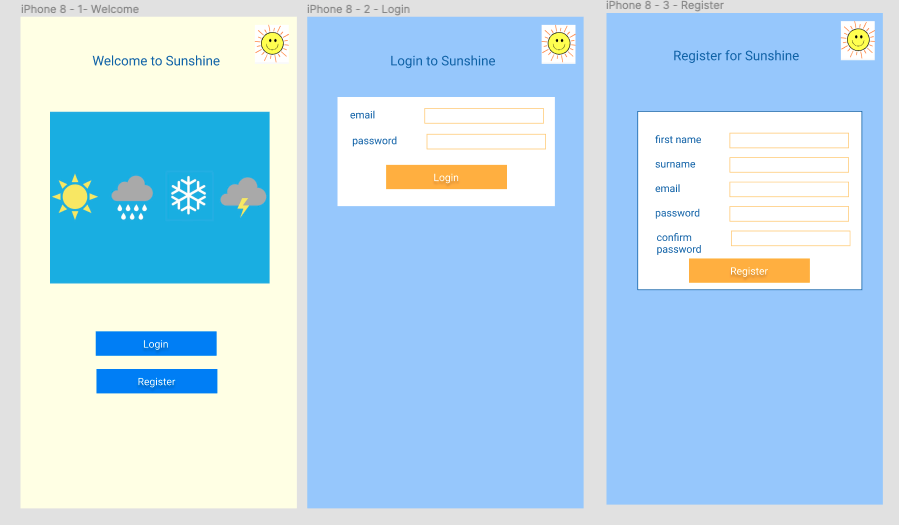 iPhone 8 - 1- Welcome
Welcome to Sunshine
Login
Register
iPhone 8 - 2 - Login
Login to Sunshine
email
password
Login
iPhone 8 - 3 - Register
Register for Sunshine
first name
surname
email
password
confirm
password
Register